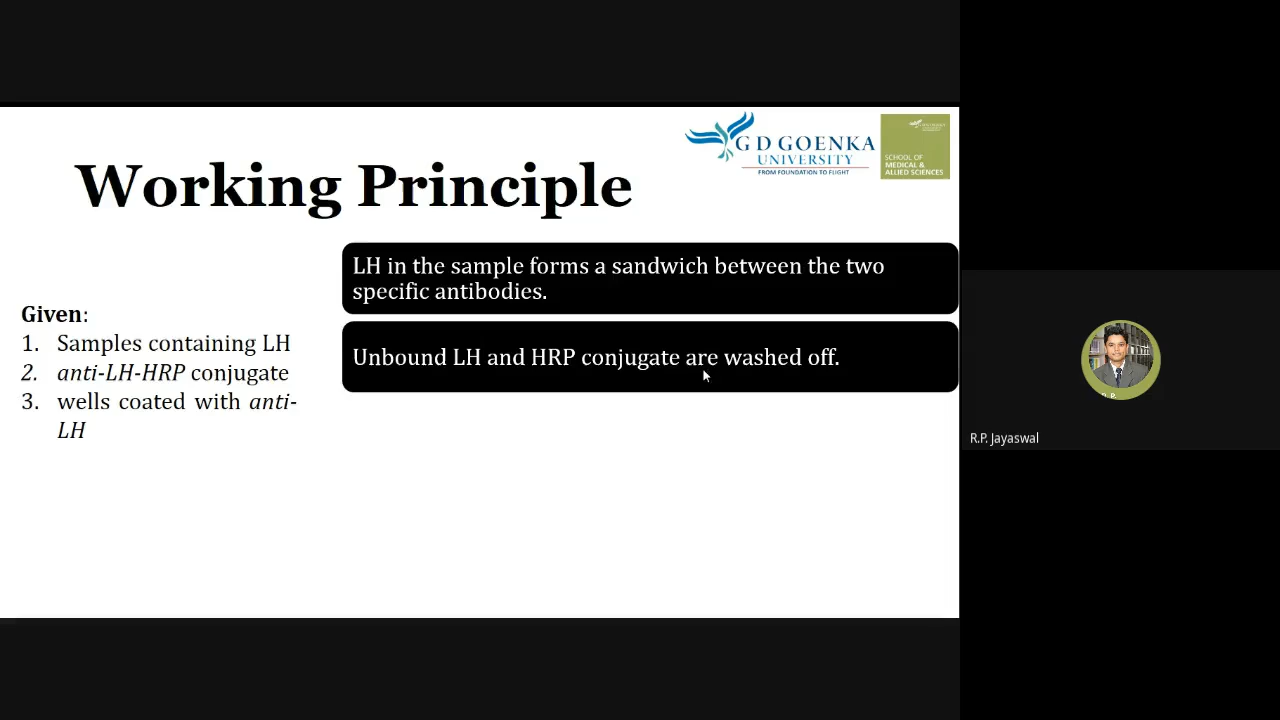 G D GOENKA
UNIVERSITY
FROM FOUNDATION TO FLIGHT
SCHOOL OF
MEDICAL &
ALLIED SCIENCES
Working Principle
LH in the sample forms a sandwich between the two
specific antibodies.
Given:
1. Samples containing LH
2. anti-LH-HRP conjugate
3. wells coated with anti-
LH
Unbound LH and HRP conjugate are washed off.
R.P. Jayaswal